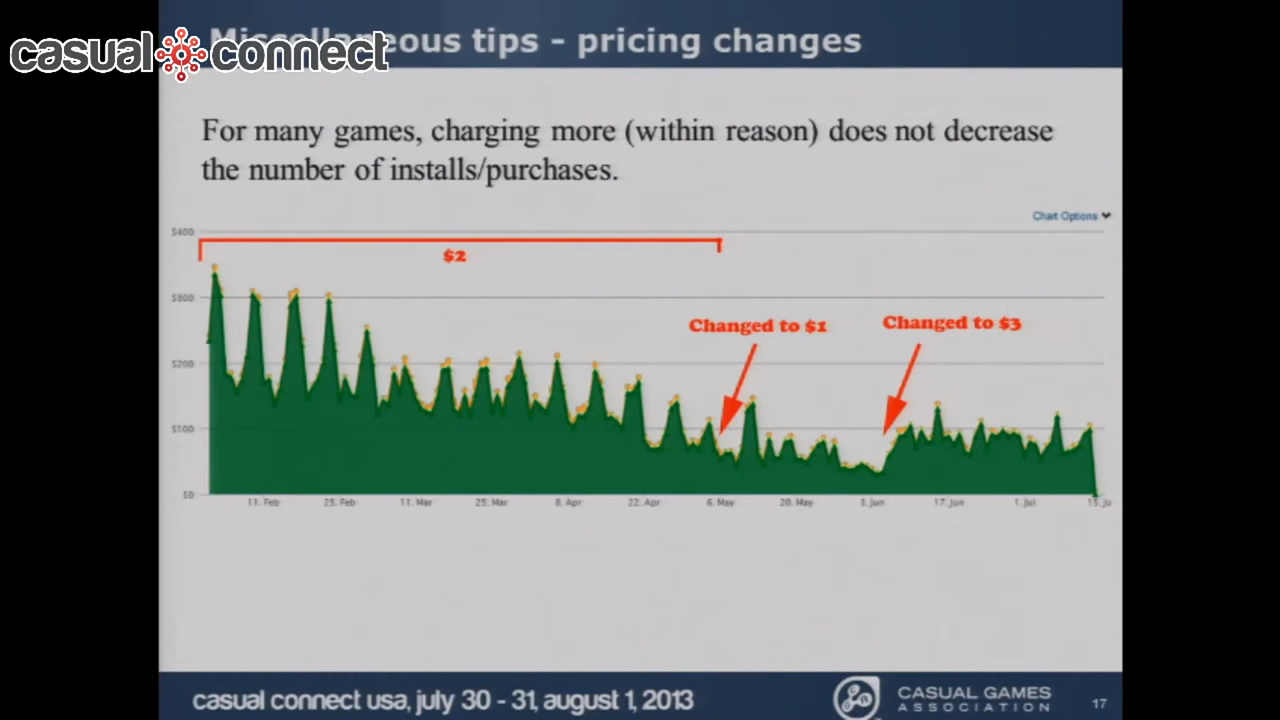 Miscellaneous tips - pricing changes
casual connect
For many games, charging more (within reason) does not decrease
the number of installs/purchases.
Chart Options
$400
$2
$300
Changed to $1
Changed to $3
$200
$100
$0
11. Feb 25. Feb 11. Mar 25. Mar 8. Apr 22. Apr 6. May 20. May 3. Jun 17. Jun 1. Jul 15. Ju
casual connect usa, july 30 - 31, august 1, 2013
CASUAL GAMES
ASSOCIATION
17